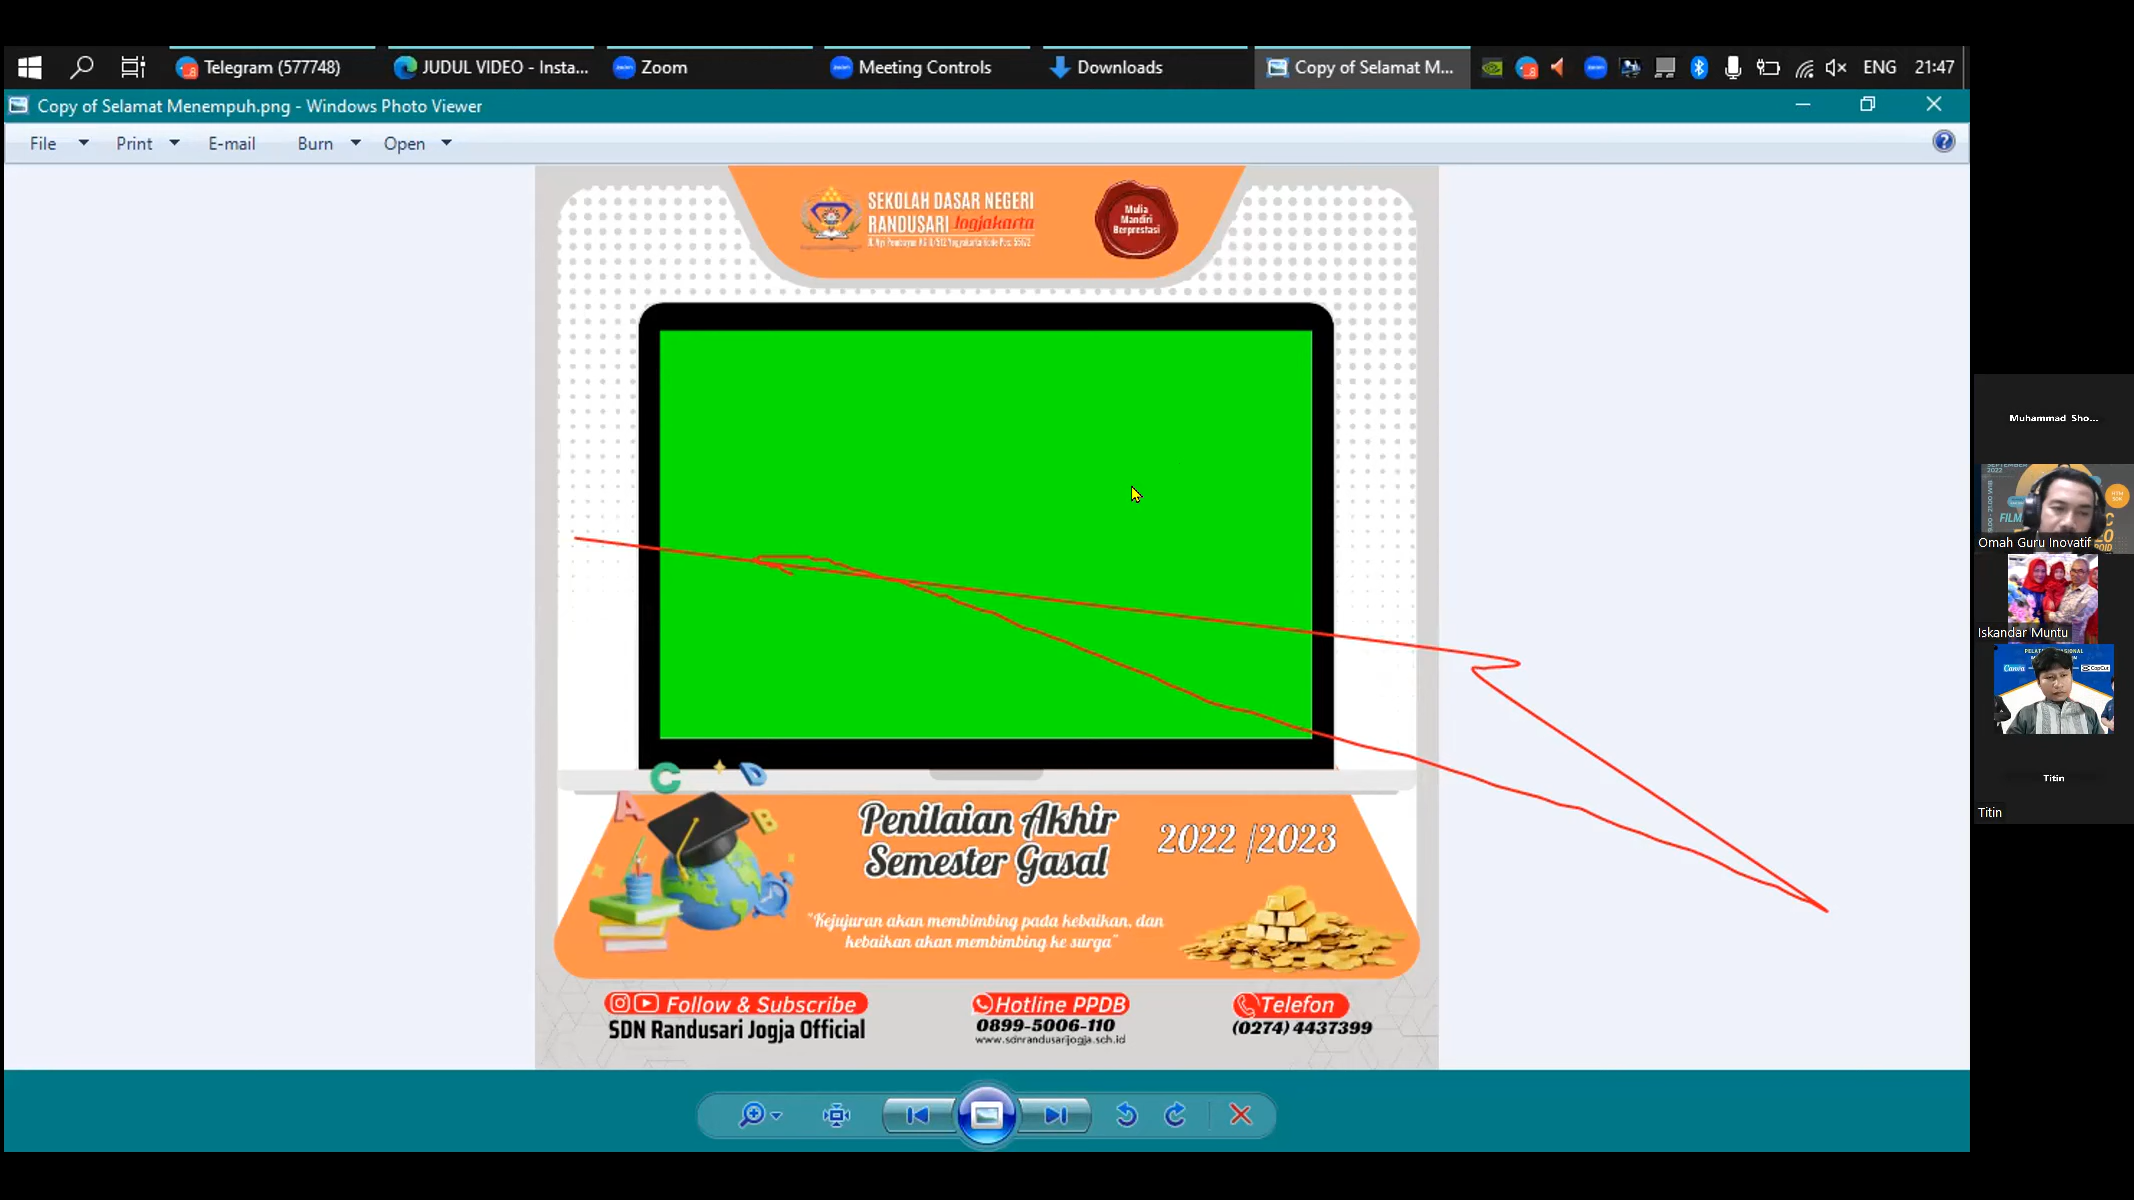 Telegram (577748)
JUDUL VIDEO - Insta...
Zoom
Meeting Controls
Downloads
Copy of Selamat M...
ENG
21:47
Copy of Selamat Menempuh.png - Windows Photo Viewer
File
Print
E-mail
Burn
Open
SEKOLAH DASAR NEGERI
RANDUSARI Jogjakarta
Mulia
Mandiri
Berprestasi
A
C
D
B
Penilaian Akhir
Semester Gasal
2022 /2023
"Kejujuran akan membimbing pada kebaikan, dan
kebaikan akan membimbing ke surga"
Follow & Subscribe
SDN Randusari Jogja Official
Hotline PPDB
0899-5006-110
www.sdnrandusarijogja.sch.id
Telefon
(0274) 4437399
Muhammad Sho...
Omah Guru Inovatif
Iskandar Muntu
Canva
CapCut
Titin
Titin